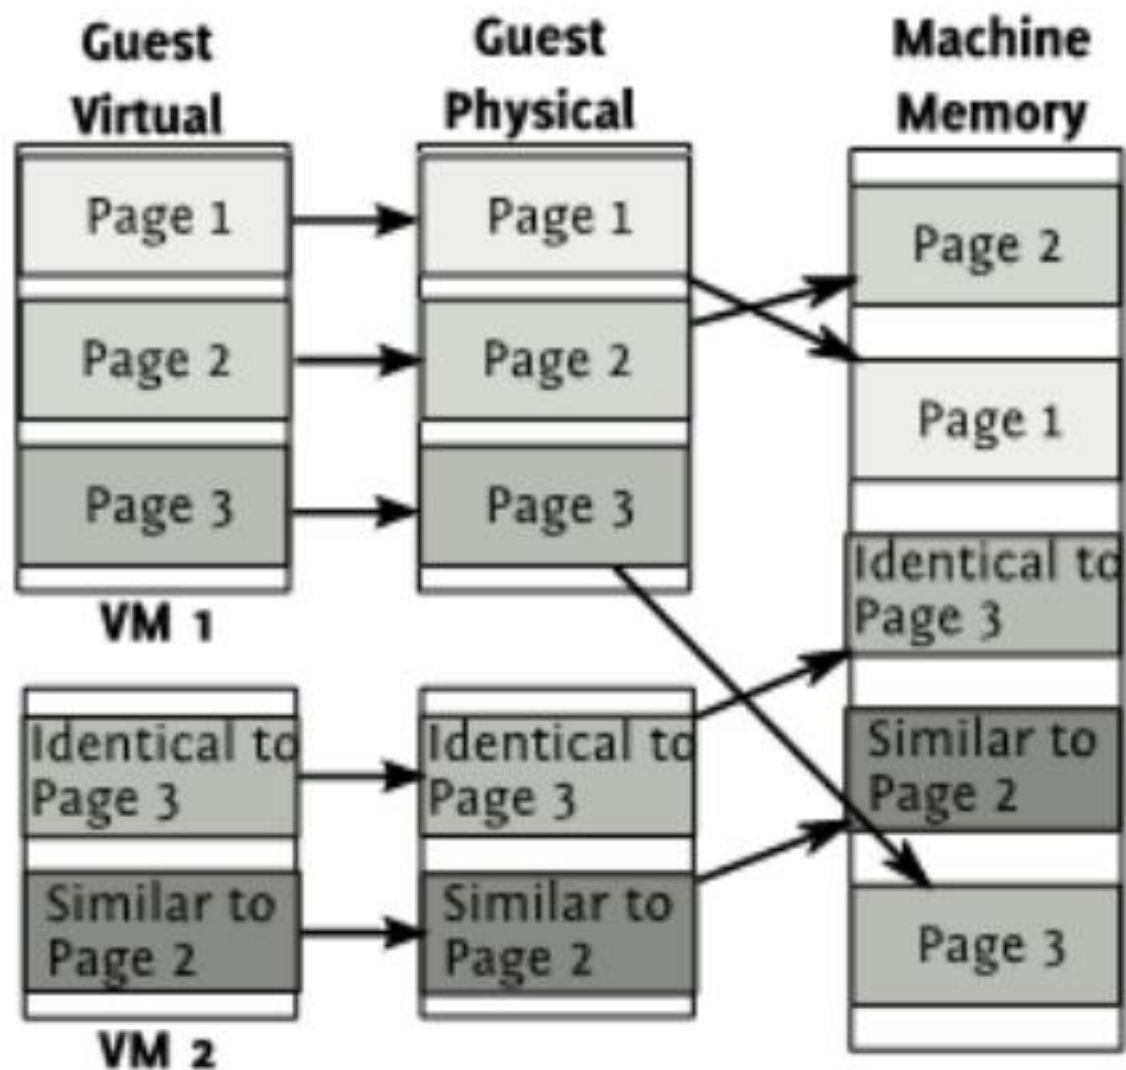 Guest
Virtual
Guest
Physical
Machine
Memory
Page 1
Page 2
Page 3
VM 1
Page 1
Page 2
Page 3
Identical to
Page 3
Similar to
Page 2
VM 2
Identical to
Page 3
Similar to
Page 2
Page 2
Page 1
Identical to
Page 3
Similar to
Page 2
Page 3